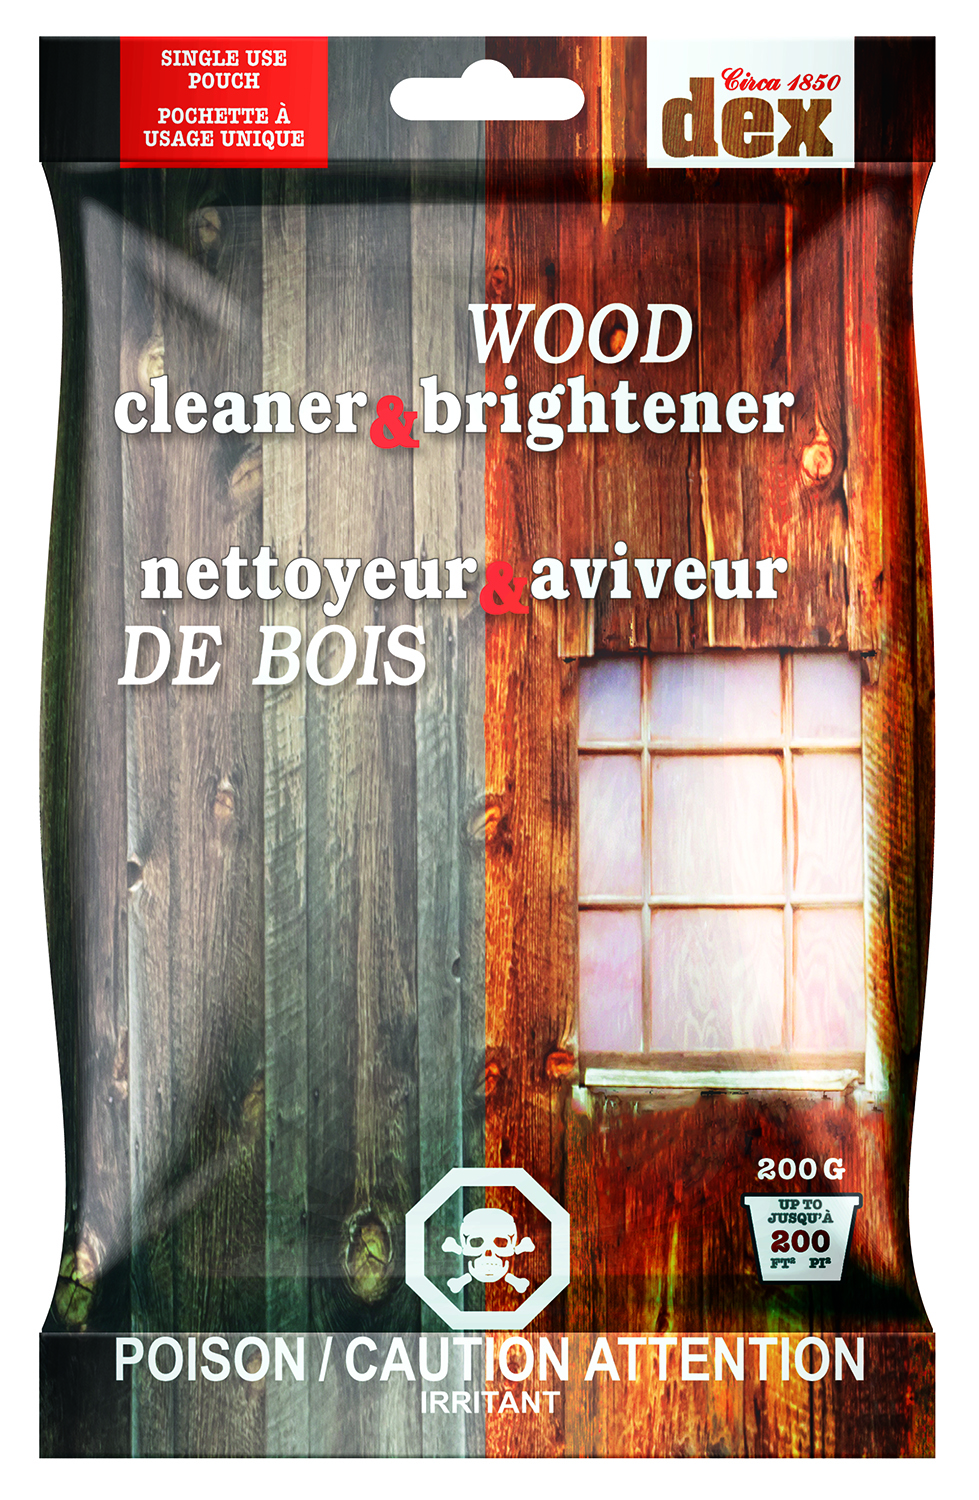 SINGLE USE
POUCH
POCHETTE À
USAGE UNIQUE
Circa 1850
dex
WOOD
cleaner & brightener
nettoyeur & aviveur
DE BOIS
200 G
UP TO
JUSQU'À
200
FT² PI²
POISON / CAUTION ATTENTION
IRRITANT